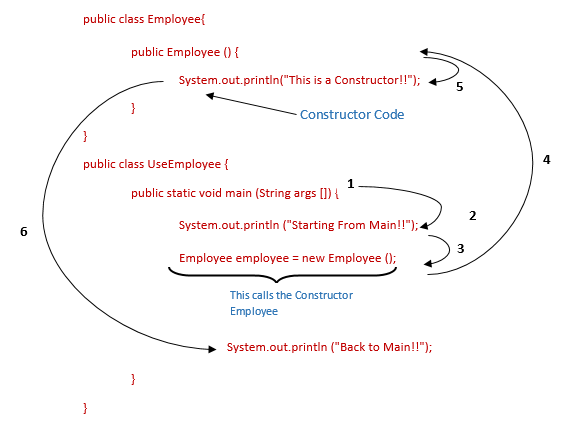 public class Employee{
public Employee () {
System.out.println("This is a Constructor!!");
5
}
Constructor Code
}
4
public class UseEmployee {
1
public static void main (String args []) {
2
System.out.println ("Starting From Main!!");
6
3
Employee employee = new Employee ();
This calls the Constructor
Employee
System.out.println ("Back to Main!!");
}
}